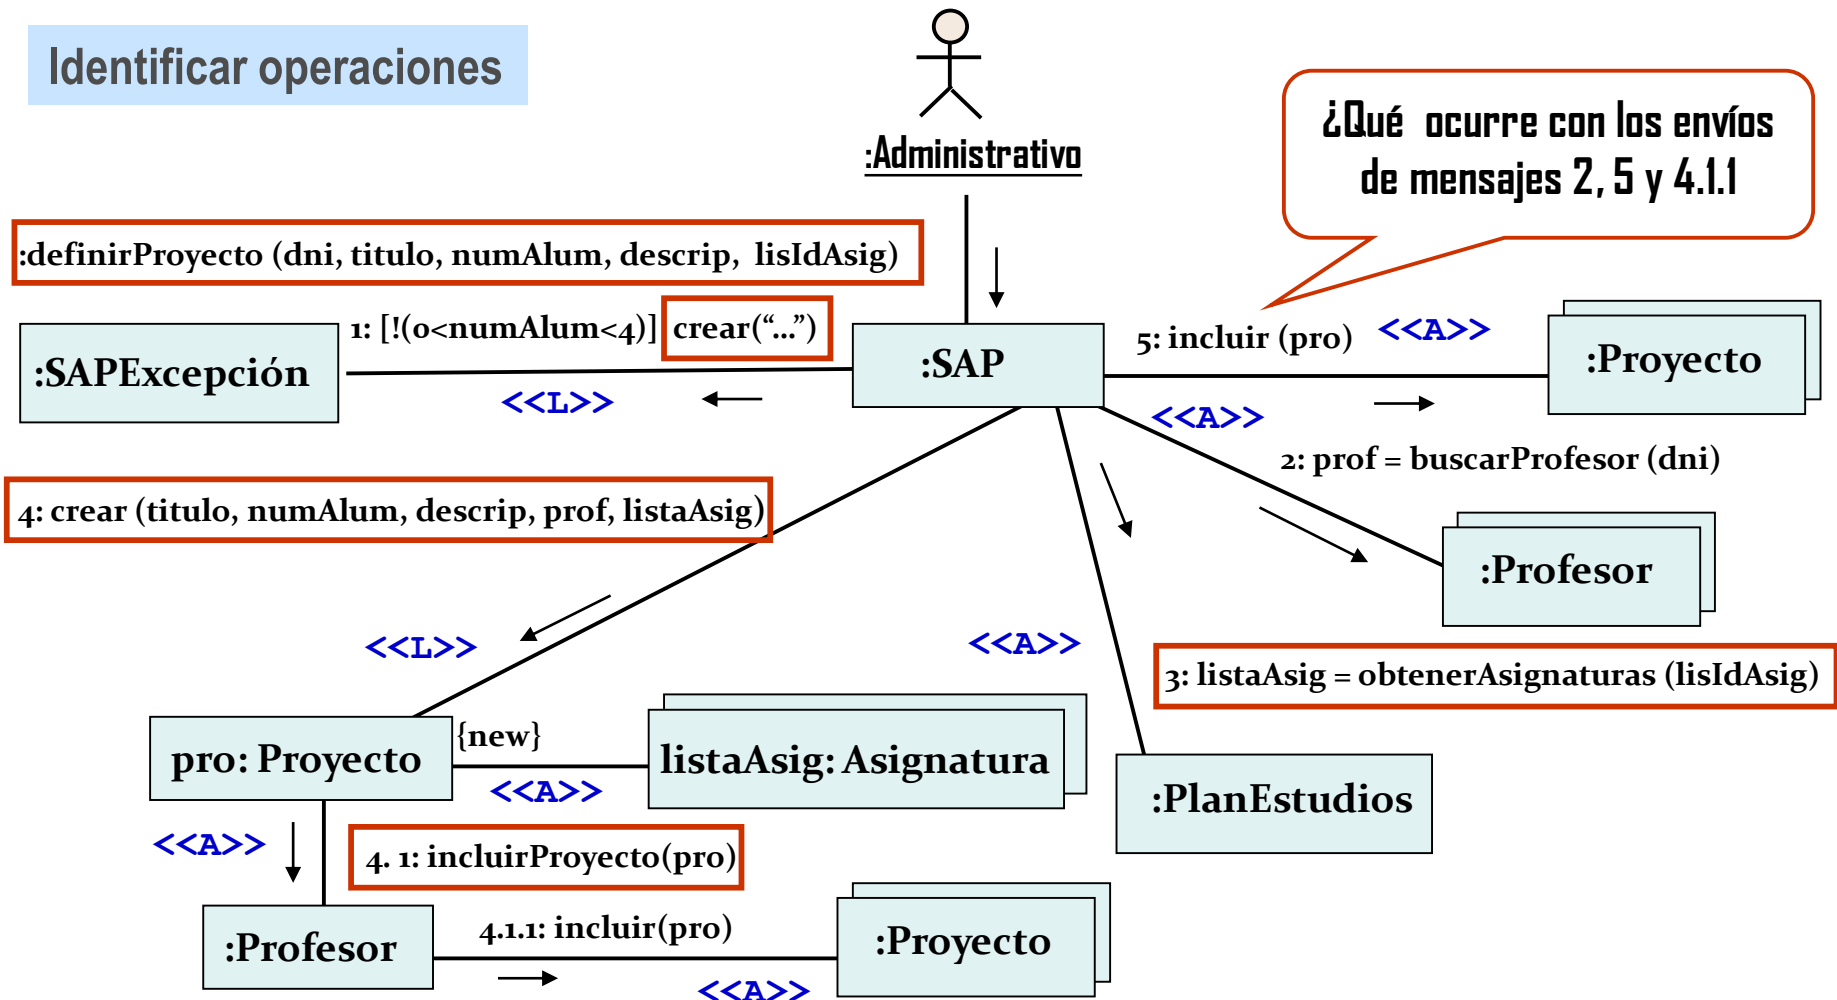 Identificar operaciones
:Administrativo
¿Qué ocurre con los envíos
de mensajes 2, 5 y 4.1.1
:definirProyecto (dni, titulo, numAlum, descrip, lisIdAsig)
1: [!(0<numAlum<4)] crear("...")
:SAPExcepción
<<L>>
:SAP
5: incluir (pro)
<<A>>
:Proyecto
<<A>>
2: prof = buscarProfesor (dni)
4: crear (titulo, numAlum, descrip, prof, listaAsig)
:Profesor
<<L>>
<<A>>
3: listaAsig = obtenerAsignaturas (lisIdAsig)
pro: Proyecto
{new}
<<A>>
listaAsig: Asignatura
:PlanEstudios
<<A>>
4. 1: incluirProyecto(pro)
:Profesor
4.1.1: incluir(pro)
<<A>>
:Proyecto